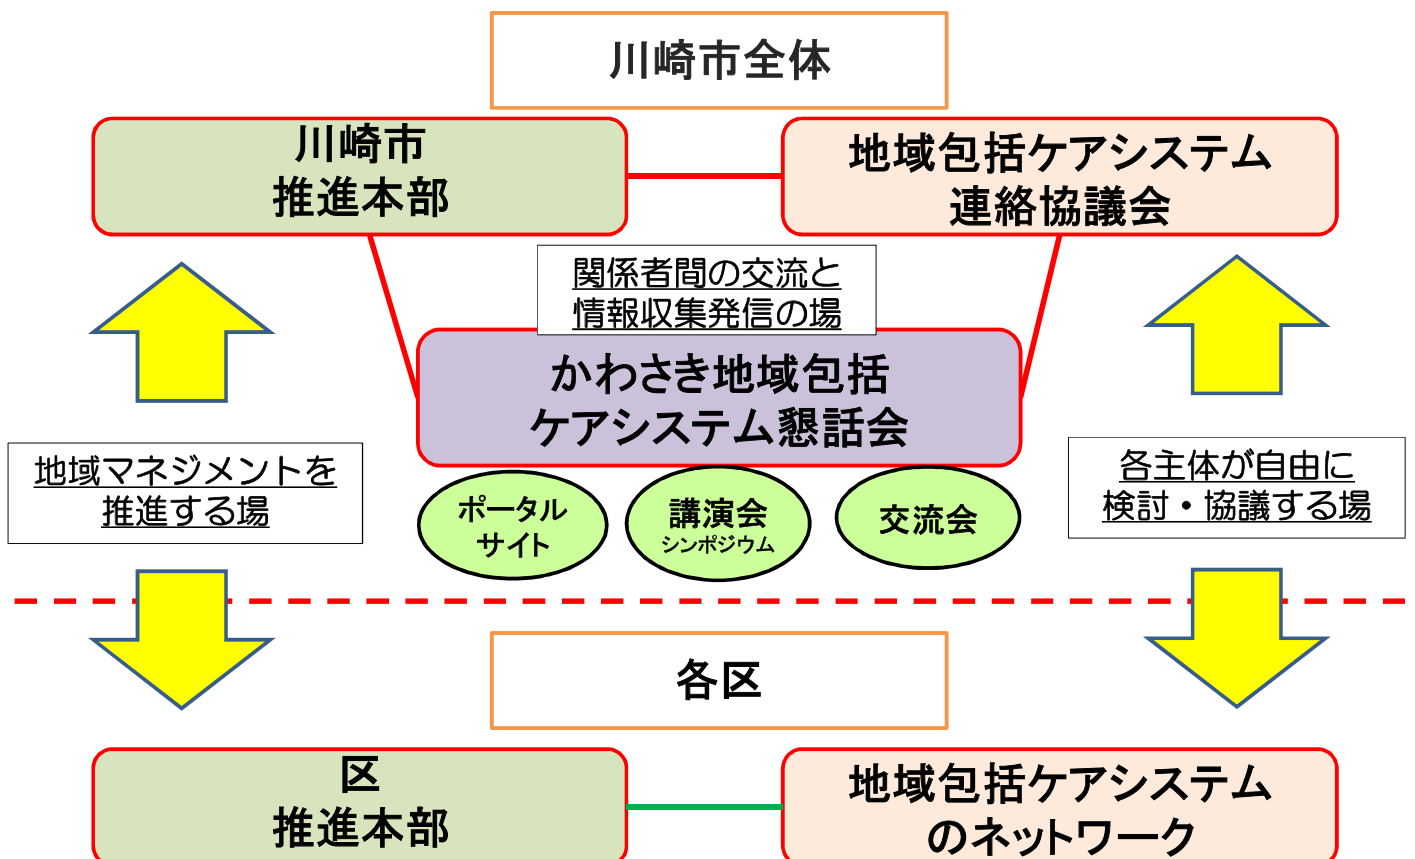 川崎市全体
川崎市
推進本部
地域包括ケアシステム
連絡協議会
関係者間の交流と
情報収集発信の場
かわさき地域包括
ケアシステム懇話会
地域マネジメントを
推進する場
各主体が自由に
検討・協議する場
ポータル
サイト
講演会
シンポジウム
交流会
各区
区
推進本部
地域包括ケアシステム
のネットワーク